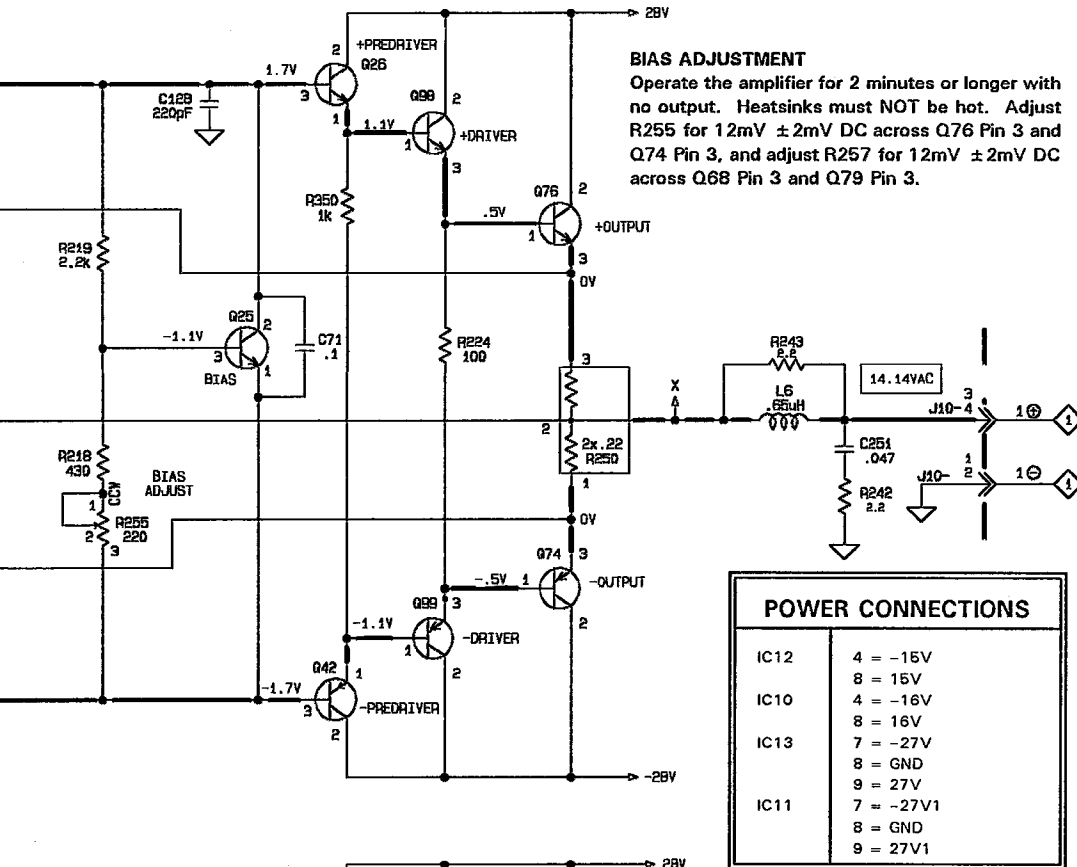 28V
+PREDRIVER
2
Q26
1.7V
3
1
C128
220pF
Q98
2
1.1V
1
+DRIVER
3
BIAS ADJUSTMENT
Operate the amplifier for 2 minutes or longer with
no output. Heatsinks must NOT be hot. Adjust
R255 for 12mV ±2mV DC across Q76 Pin 3 and
Q74 Pin 3, and adjust R257 for 12mV ±2mV DC
across Q68 Pin 3 and Q79 Pin 3.
R350
1k
Q76
2
.5V
1
+OUTPUT
3
0V
R219
2.2k
Q25
2
-1.1V
3
1
BIAS
C71
.1
R224
100
3
2
2x.22
R250
1
X
R243
2.2
L6
.65uH
14.14VAC
3
J10-4
1⊕
1
C251
.047
R242
2.2
1
J10-2
1⊖
1
R218
430
BIAS
ADJUST
CCW
1
R255
220
2
3
0V
Q74
3
-.5V
1
-OUTPUT
2
Q99
3
-1.1V
1
-DRIVER
2
Q42
1
-1.7V
3
-PREDRIVER
2
-28V
POWER CONNECTIONS
IC12 4 = -15V
8 = 15V
IC10 4 = -16V
8 = 16V
IC13 7 = -27V
8 = GND
9 = 27V
IC11 7 = -27V1
8 = GND
9 = 27V1
28V